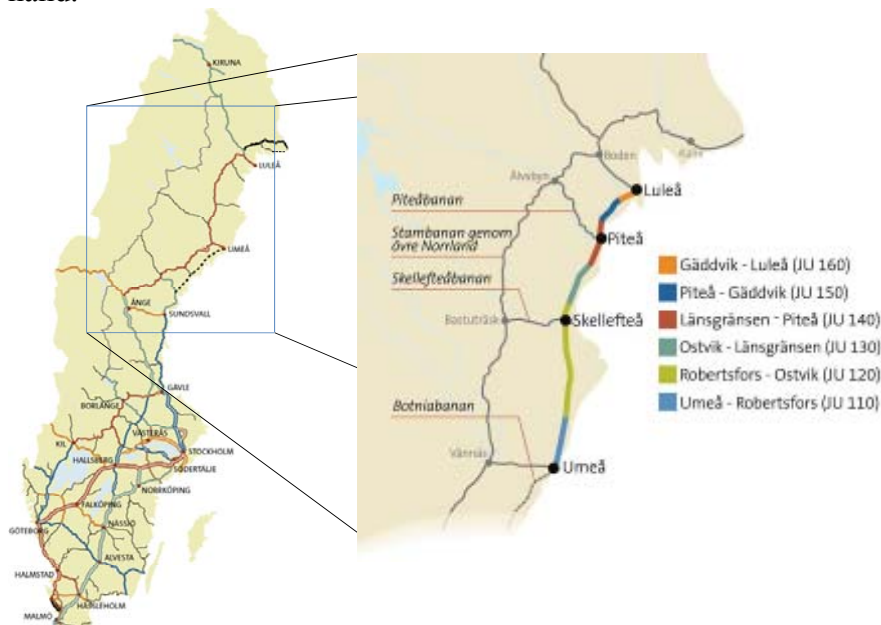 KIRUNA
LULEÅ
UMEÅ
ÅNGE
SUNDSVALL
GÄVLE
BORLÄNGE
VÄSTERÅS
KIL
STOCKHOLM
HALLSBERG
SÖDERTÄLJE
NORRKÖPING
FALKÖPING
GÖTEBORG
NÄSSJÖ
ALVESTA
HALMSTAD
HÄSSLEHOLM
MALMÖ
Boden
Kalix
Älvsbyn
Luleå
Piteåbanan
Stambanan genom
övre Norrland
Piteå
Skellefteåbanan
Bastuträsk
Skellefteå
Botniabanan
Vännäs
Umeå
Gäddvik - Luleå (JU 160)
Piteå - Gäddvik (JU 150)
Länsgränsen - Piteå (JU 140)
Ostvik - Länsgränsen (JU 130)
Robertsfors - Ostvik (JU 120)
Umeå - Robertsfors (JU 110)